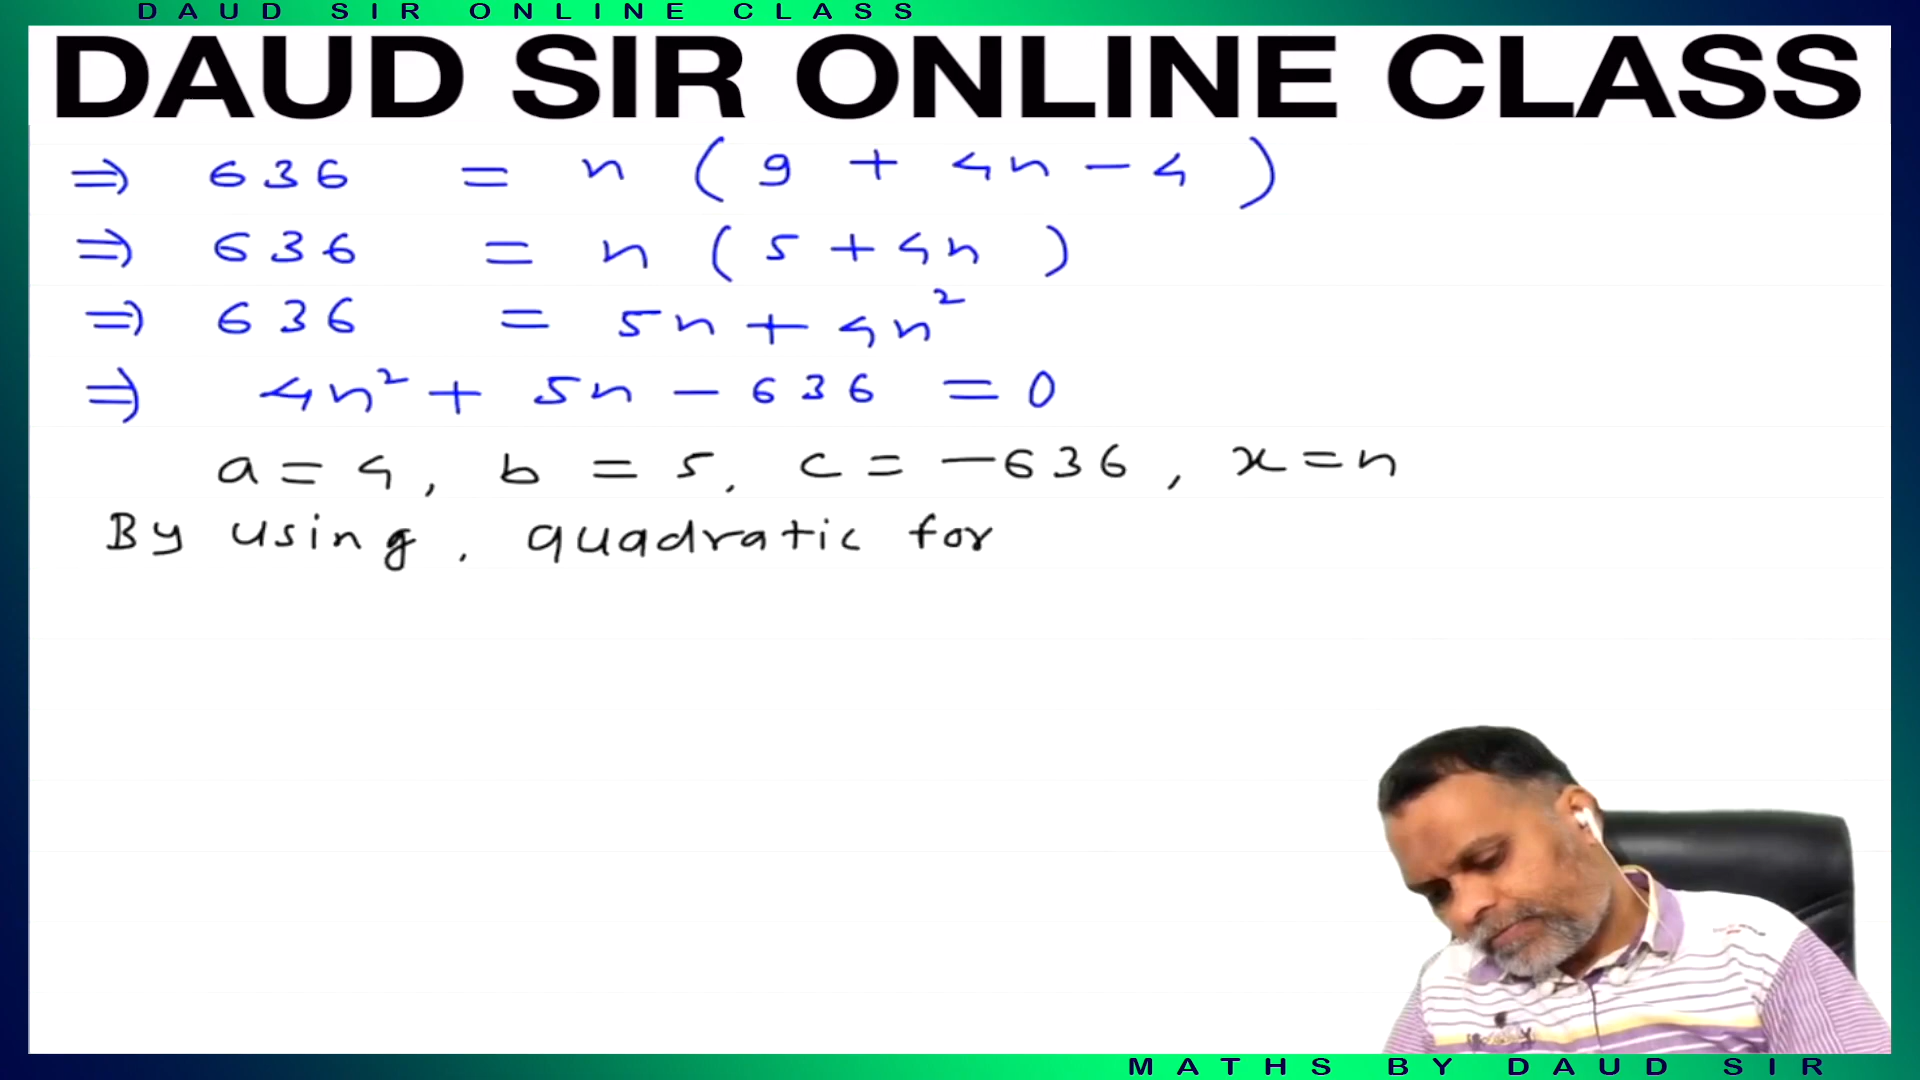 DAUD SIR ONLINE CLASS
DAUD SIR ONLINE CLASS
⇒ 636 = n ( 9 + 4n - 4 )
⇒ 636 = n ( 5 + 4n )
⇒ 636 = 5n + 4n²
⇒ 4n² + 5n - 636 = 0
a = 4, b = 5, c = -636, x = n
By using, quadratic for
MATHS BY DAUD SIR